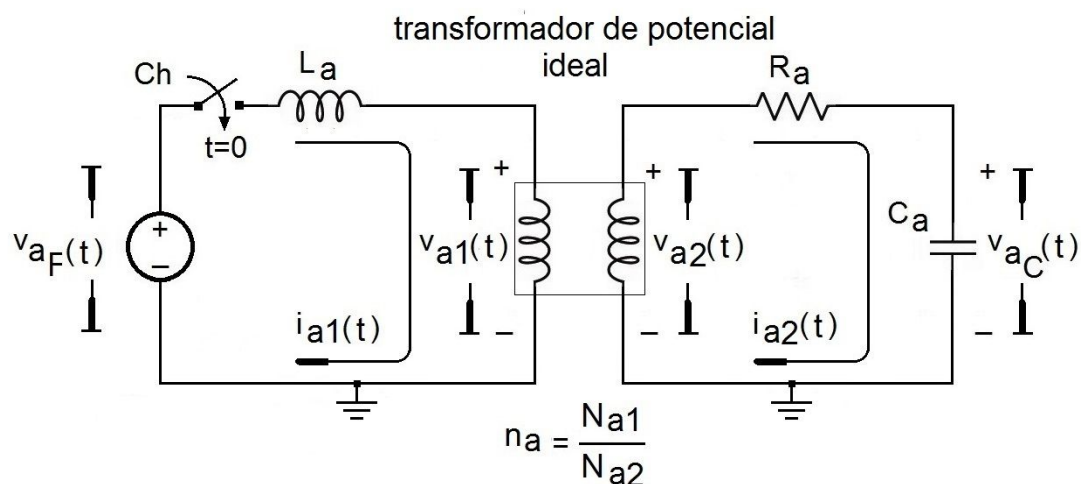 transformador de potencial
ideal
Ch
t=0
La
Ra
+
+
+
vaF(t)
+
−
va1(t)
va2(t)
Ca
vaC(t)
ia1(t)
−
−
ia2(t)
−
na = Na1
Na2